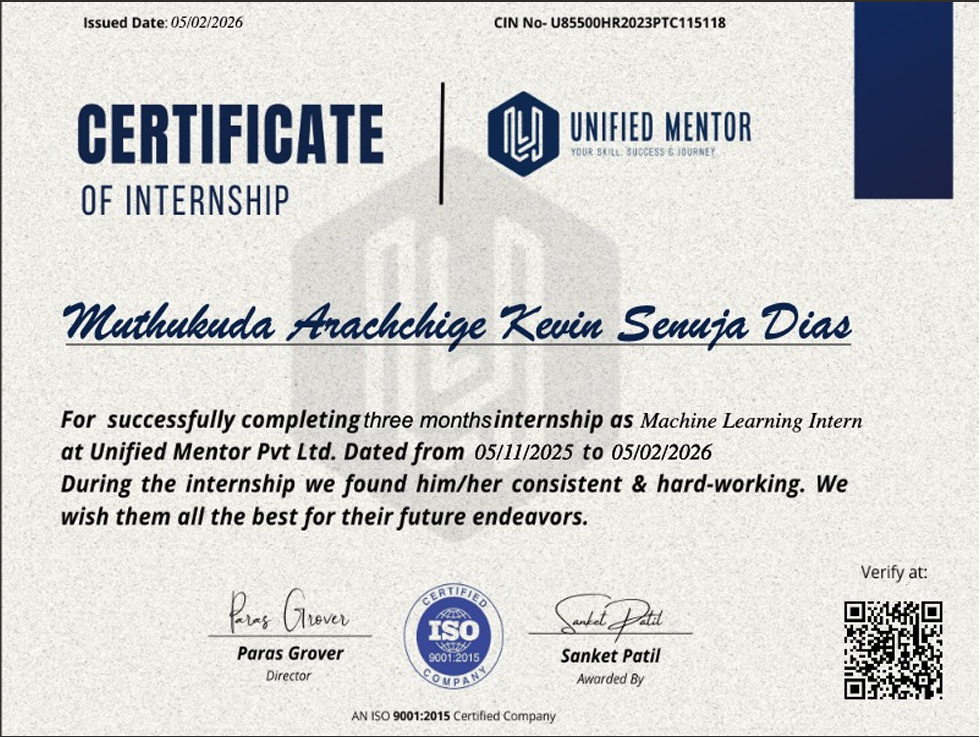 Issued Date: 05/02/2026
CIN No- U85500HR2023PTC115118
CERTIFICATE
OF INTERNSHIP
UNIFIED MENTOR
YOUR SKILL, SUCCESS & JOURNEY
Muthukuda Arachchige Kevin Senuja Dias
For successfully completing three months internship as Machine Learning Intern
at Unified Mentor Pvt Ltd. Dated from 05/11/2025 to 05/02/2026
During the internship we found him/her consistent & hard-working. We
wish them all the best for their future endeavors.
Verify at:
Paras Grover
Paras Grover
Director
CERTIFIED
ISO
9001:2015
COMPANY
Sanket Patil
Sanket Patil
Awarded By
AN ISO 9001:2015 Certified Company